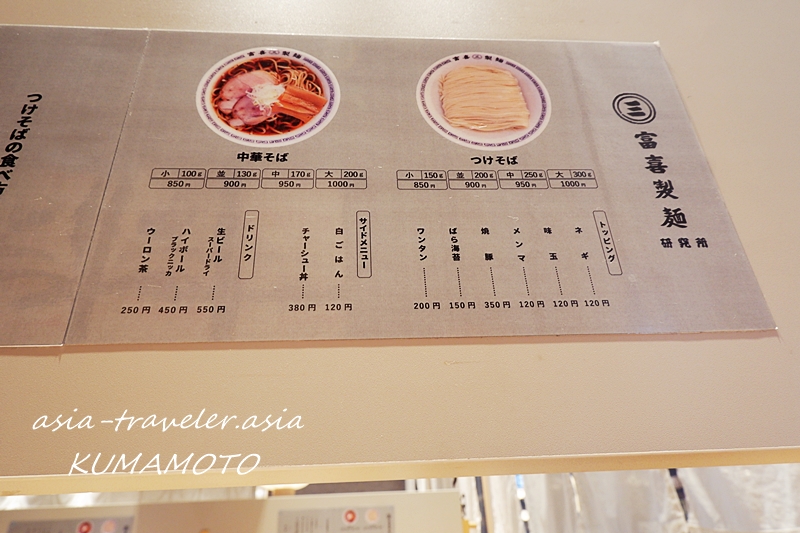 富喜製麺
研究所
富喜製麺
中華そば
小 100g 並 130g 中 170g 大 200g
850円 900円 950円 1000円
富喜製麺
つけそば
小 150g 並 200g 中 250g 大 300g
850円 900円 950円 1000円
トッピング
ネギ 120円
味玉 120円
メンマ 120円
焼豚 350円
ばら海苔 150円
ワンタン 200円
サイドメニュー
白ごはん 120円
チャーシュー丼 380円
ドリンク
生ビール
スーパードライ 550円
ハイボール
ブラックニッカ 450円
ウーロン茶 250円
つけそばの食べ方
asia-traveler.asia
KUMAMOTO